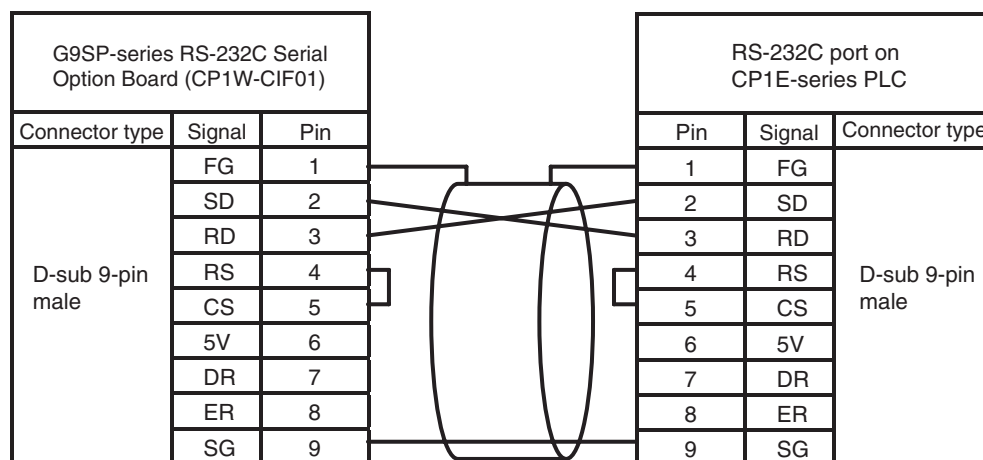 G9SP-series RS-232C Serial
Option Board (CP1W-CIF01)
Connector type Signal Pin
FG 1
SD 2
RD 3
D-sub 9-pin
male
RS 4
CS 5
5V 6
DR 7
ER 8
SG 9
RS-232C port on
CP1E-series PLC
Pin Signal Connector type
1 FG
2 SD
3 RD
4 RS
5 CS
D-sub 9-pin
male
6 5V
7 DR
8 ER
9 SG